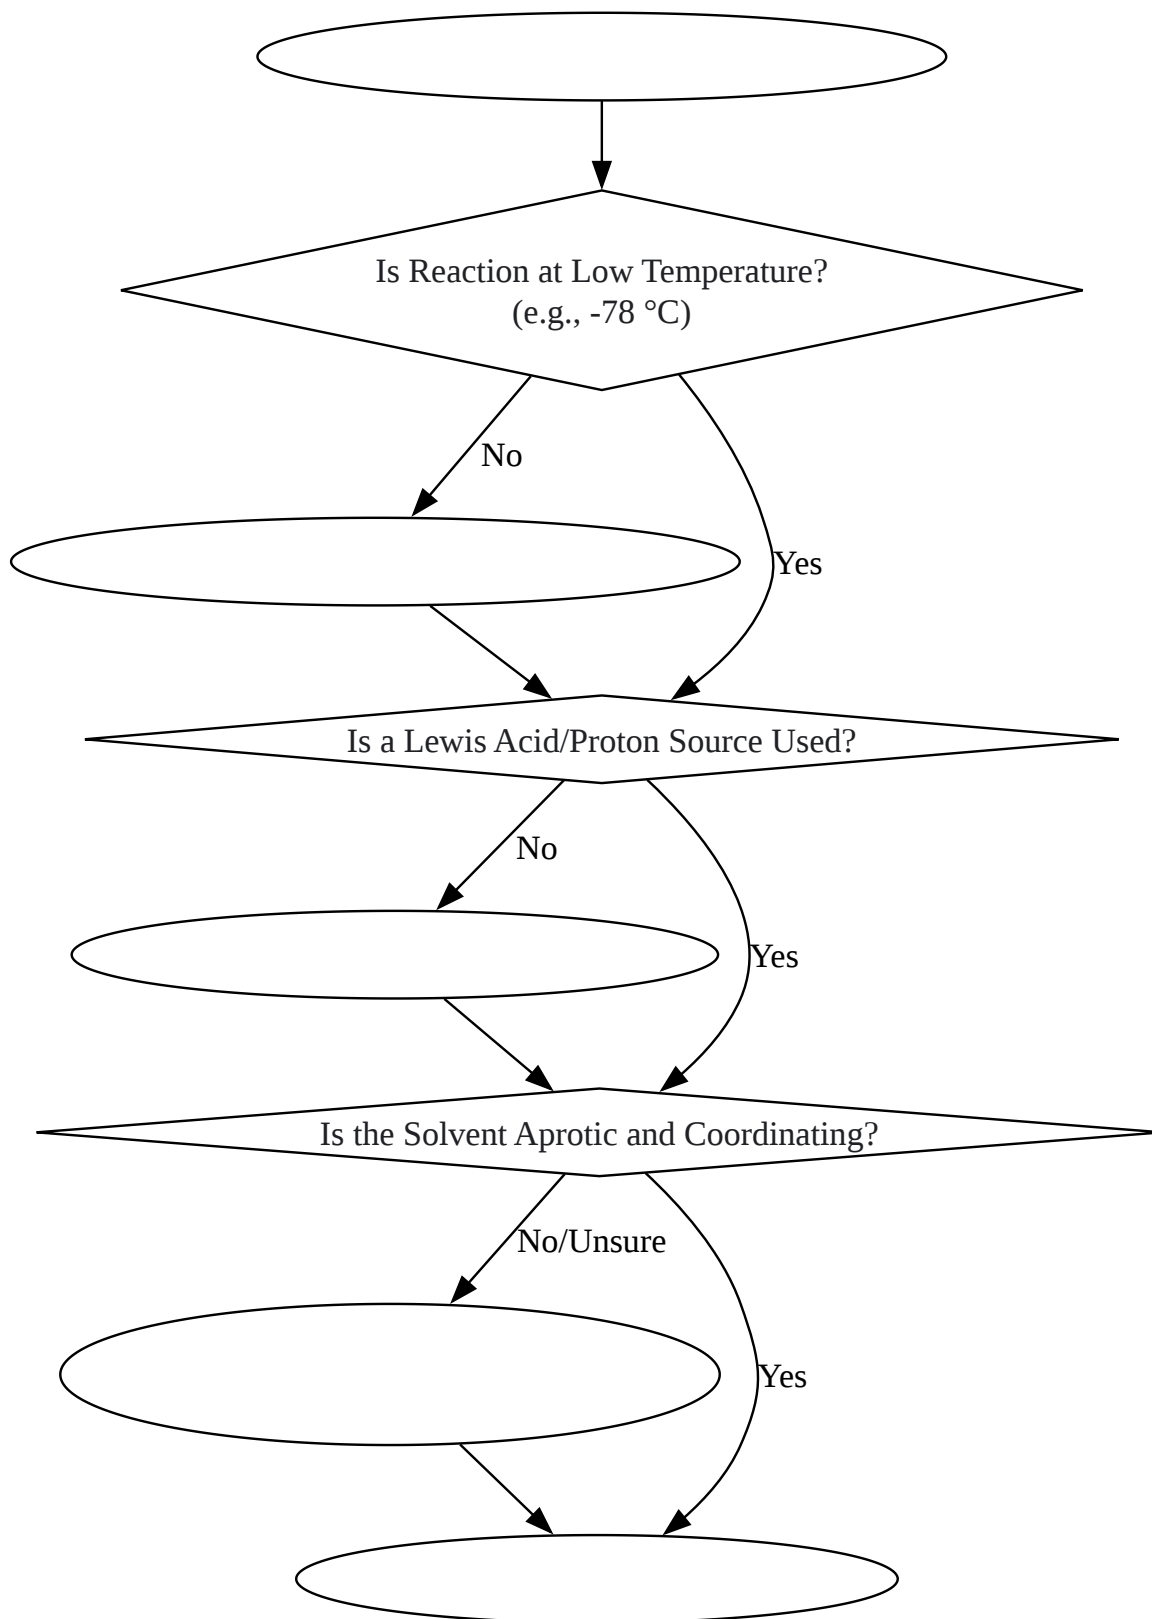 Is Reaction at Low Temperature?
(e.g., -78 °C)
No
Yes
Is a Lewis Acid/Proton Source Used?
No
Yes
Is the Solvent Aprotic and Coordinating?
No/Unsure
Yes